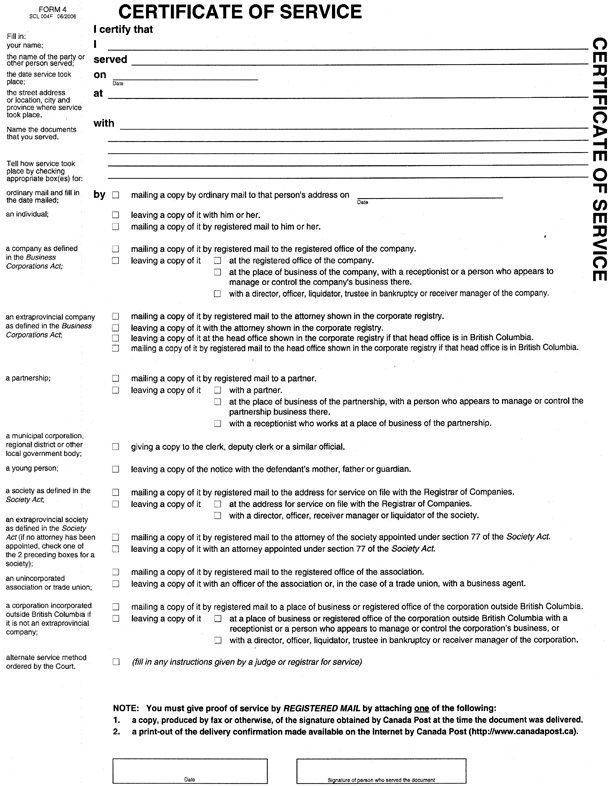 FORM 4
SCL 004F 06/2008
CERTIFICATE OF SERVICE
CERTIFICATE OF SERVICE
Fill in:
your name;
I certify that
I
the name of the party or
other person served;
served
the date service took
place;
on
Date
the street address
or location, city and
province where service
took place.
at
Name the documents
that you served.
with
Tell how service took
place by checking
appropriate box(es) for:
ordinary mail and fill in
the date mailed;
by ☐ mailing a copy by ordinary mail to that person's address on
Date
an individual;
☐ leaving a copy of it with him or her.
☐ mailing a copy of it by registered mail to him or her.
a company as defined
in the Business
Corporations Act;
☐ mailing a copy of it by registered mail to the registered office of the company.
☐ leaving a copy of it ☐ at the registered office of the company.
☐ at the place of business of the company, with a receptionist or a person who appears to
manage or control the company's business there.
☐ with a director, officer, liquidator, trustee in bankruptcy or receiver manager of the company.
an extraprovincial company
as defined in the Business
Corporations Act;
☐ mailing a copy of it by registered mail to the attorney shown in the corporate registry.
☐ leaving a copy of it with the attorney shown in the corporate registry.
☐ leaving a copy of it at the head office shown in the corporate registry if that head office is in British Columbia.
☐ mailing a copy of it by registered mail to the head office shown in the corporate registry if that head office is in British Columbia.
a partnership;
☐ mailing a copy of it by registered mail to a partner.
☐ leaving a copy of it ☐ with a partner.
☐ at the place of business of the partnership, with a person who appears to manage or control the
partnership business there.
☐ with a receptionist who works at a place of business of the partnership.
a municipal corporation,
regional district or other
local government body;
☐ giving a copy to the clerk, deputy clerk or a similar official.
a young person;
☐ leaving a copy of the notice with the defendant's mother, father or guardian.
a society as defined in the
Society Act;
☐ mailing a copy of it by registered mail to the address for service on file with the Registrar of Companies.
☐ leaving a copy of it ☐ at the address for service on file with the Registrar of Companies.
☐ with a director, officer, receiver manager or liquidator of the society.
an extraprovincial society
as defined in the Society
Act (if no attorney has been
appointed, check one of
the 2 preceding boxes for a
society);
☐ mailing a copy of it by registered mail to the attorney of the society appointed under section 77 of the Society Act.
☐ leaving a copy of it with an attorney appointed under section 77 of the Society Act.
an unincorporated
association or trade union;
☐ mailing a copy of it by registered mail to the registered office of the association.
☐ leaving a copy of it with an officer of the association or, in the case of a trade union, with a business agent.
a corporation incorporated
outside British Columbia if
it is not an extraprovincial
company;
☐ mailing a copy of it by registered mail to a place of business or registered office of the corporation outside British Columbia.
☐ leaving a copy of it ☐ at a place of business or registered office of the corporation outside British Columbia with a
receptionist or a person who appears to manage or control the corporation's business, or
☐ with a director, officer, liquidator, trustee in bankruptcy or receiver manager of the corporation.
alternate service method
ordered by the Court.
☐ (fill in any instructions given by a judge or registrar for service)
NOTE: You must give proof of service by REGISTERED MAIL by attaching one of the following:
1. a copy, produced by fax or otherwise, of the signature obtained by Canada Post at the time the document was delivered.
2. a print-out of the delivery confirmation made available on the Internet by Canada Post (http://www.canadapost.ca).
Date
Signature of person who served the document